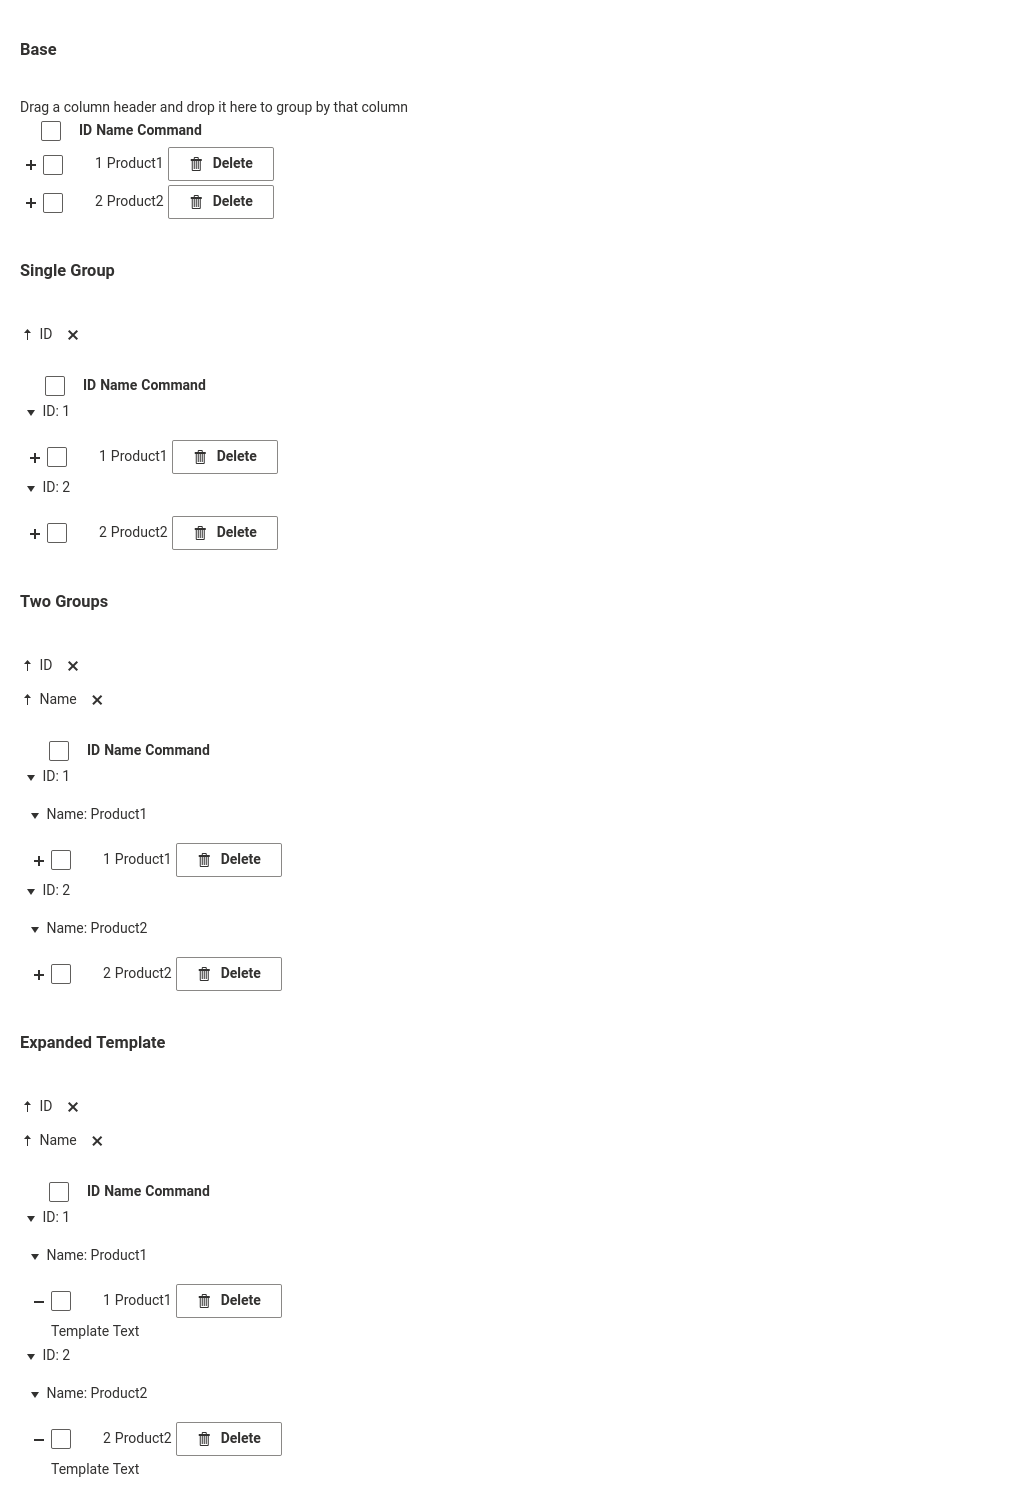 Base
Drag a column header and drop it here to group by that column
ID Name Command
1 Product1 Delete
2 Product2 Delete
Single Group
ID
ID Name Command
ID: 1
1 Product1 Delete
ID: 2
2 Product2 Delete
Two Groups
ID
Name
ID Name Command
ID: 1
Name: Product1
1 Product1 Delete
ID: 2
Name: Product2
2 Product2 Delete
Expanded Template
ID
Name
ID Name Command
ID: 1
Name: Product1
1 Product1 Delete
Template Text
ID: 2
Name: Product2
2 Product2 Delete
Template Text